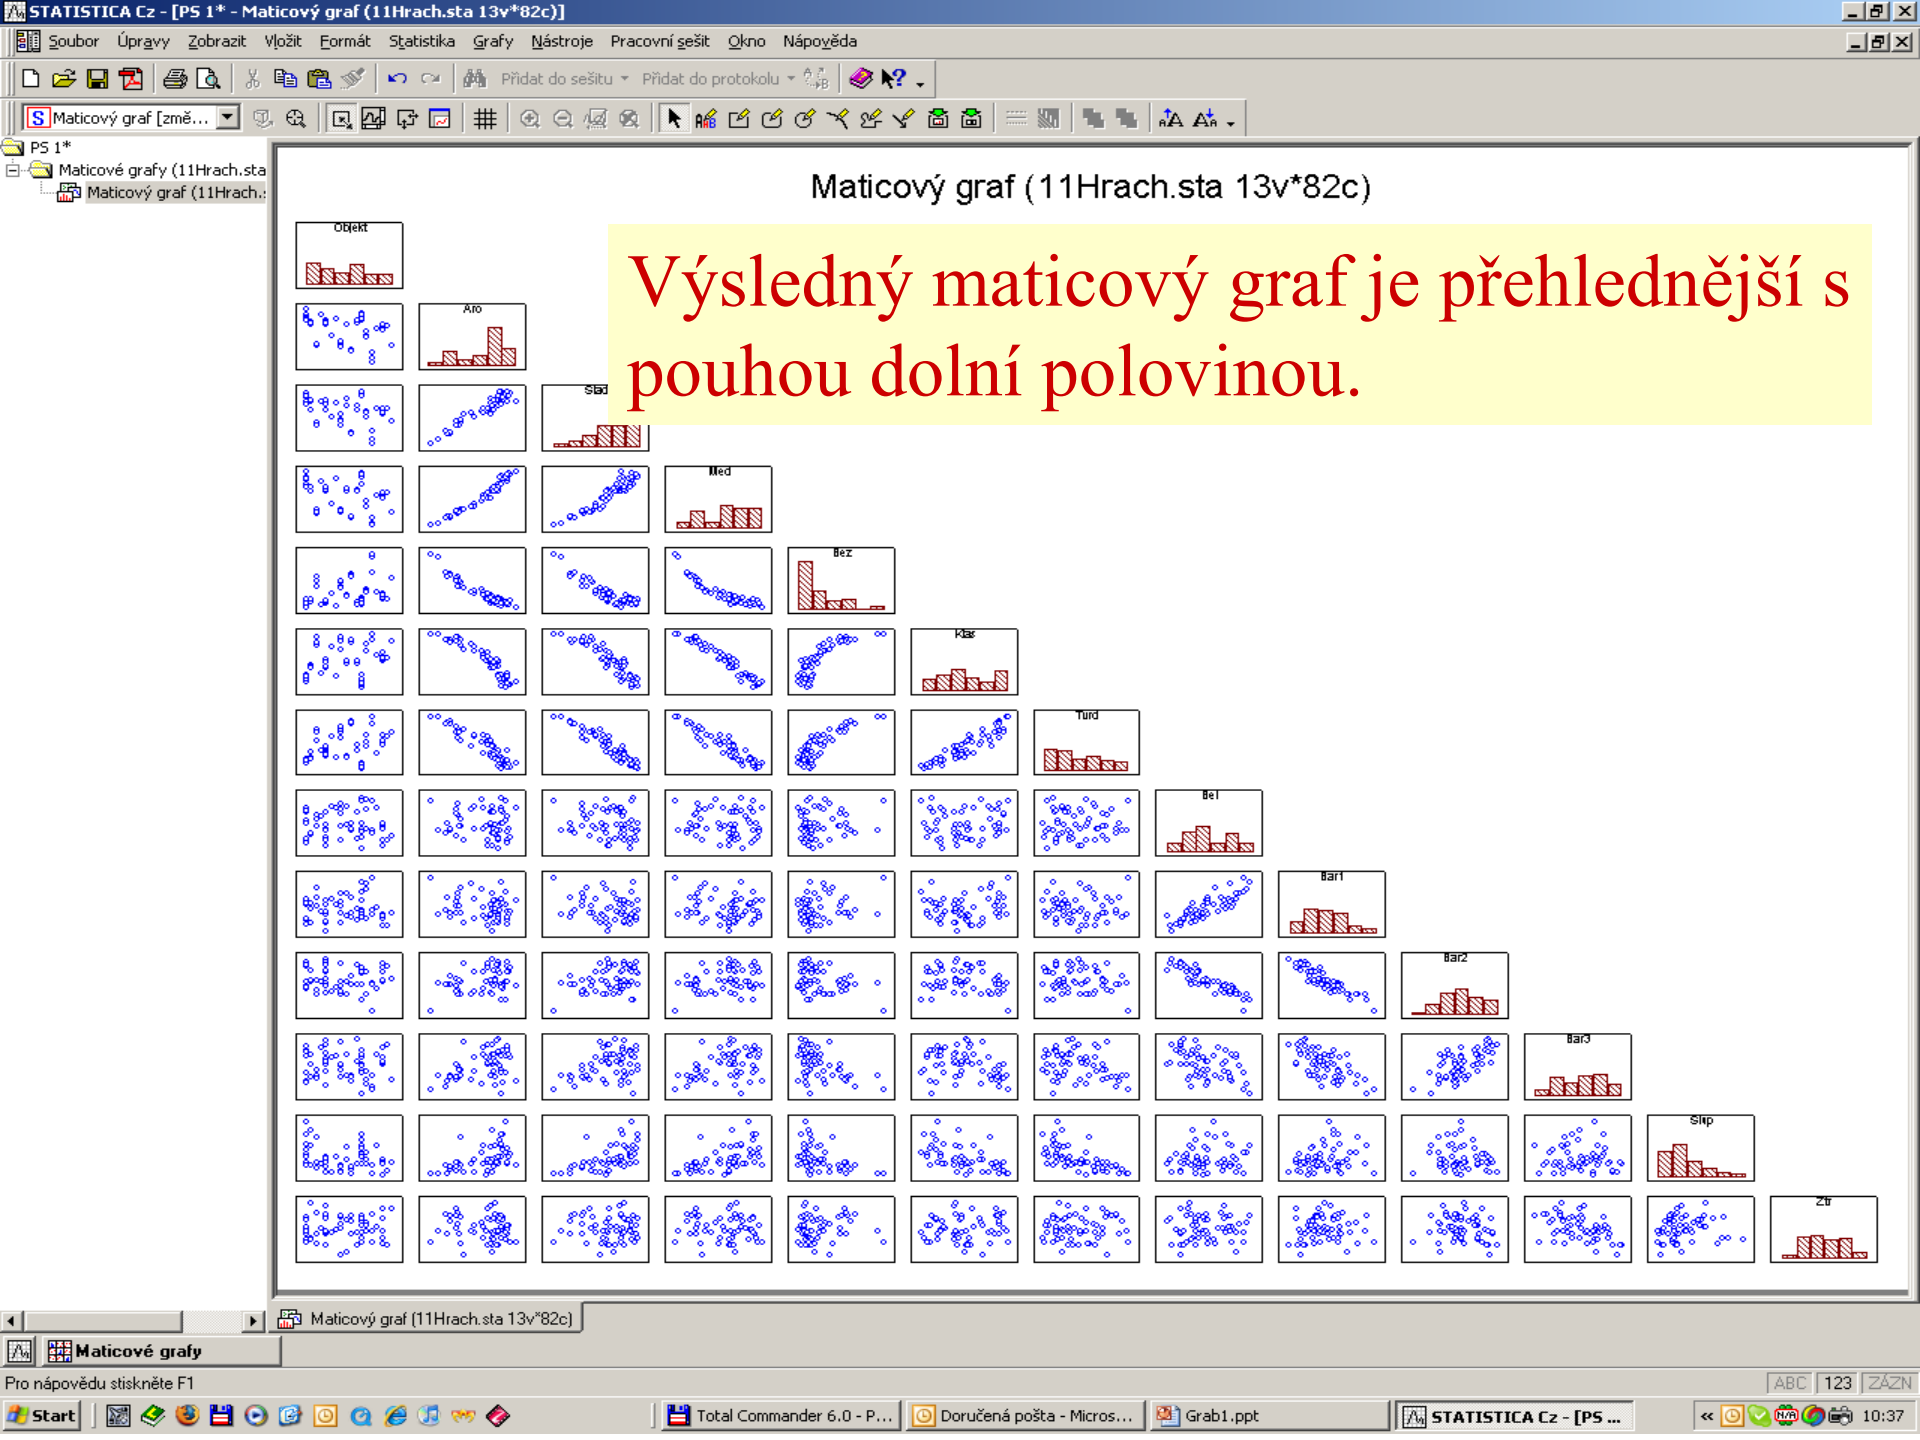 STATISTICA Cz - [PS 1* - Maticový graf (11Hrach.sta 13v*82c)]
Soubor Úpravy Zobrazit Vložit Formát Statistika Grafy Nástroje Pracovní sešit Okno Nápověda
Přidat do sešitu Přidat do protokolu
Maticový graf [změ...
PS 1*
Maticové grafy (11Hrach.sta
Maticový graf (11Hrach.s
Maticový graf (11Hrach.sta 13v*82c)
Výsledný maticový graf je přehlednější s
pouhou dolní polovinou.
Objekt
Aro
Slad
Med
Bez
Klas
Turd
Bel
Bar1
Bar2
Bar3
Slup
Ztr
Maticový graf (11Hrach.sta 13v*82c)
Maticové grafy
Pro nápovědu stiskněte F1
ABC 123 ZÁZN
Start
Total Commander 6.0 - P...
Doručená pošta - Micros...
Grab1.ppt
STATISTICA Cz - [PS ...
10:37